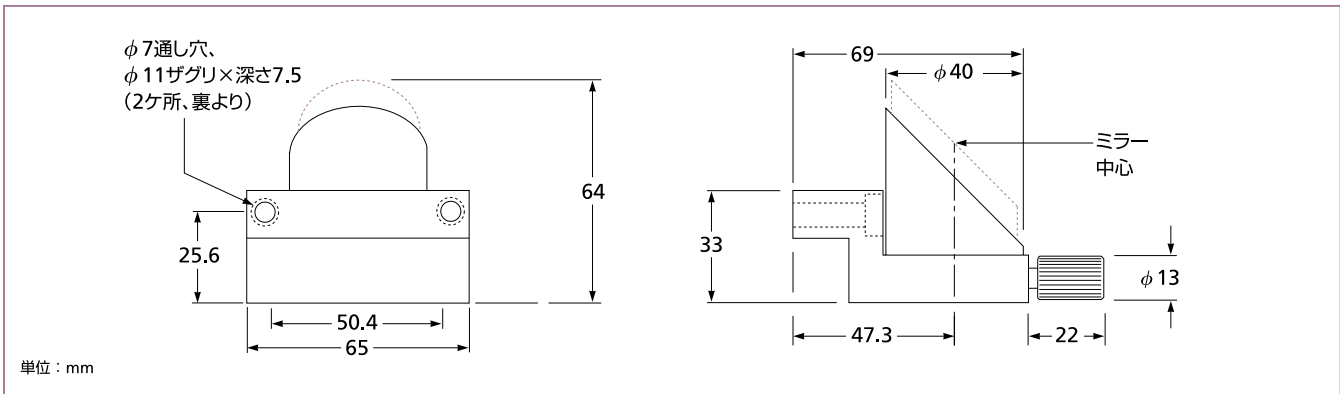 φ7通し穴、
φ11ザグリ×深さ7.5
（2ケ所、裏より）
64
25.6
50.4
65
単位：mm
69
φ40
ミラー
中心
33
φ13
47.3
22